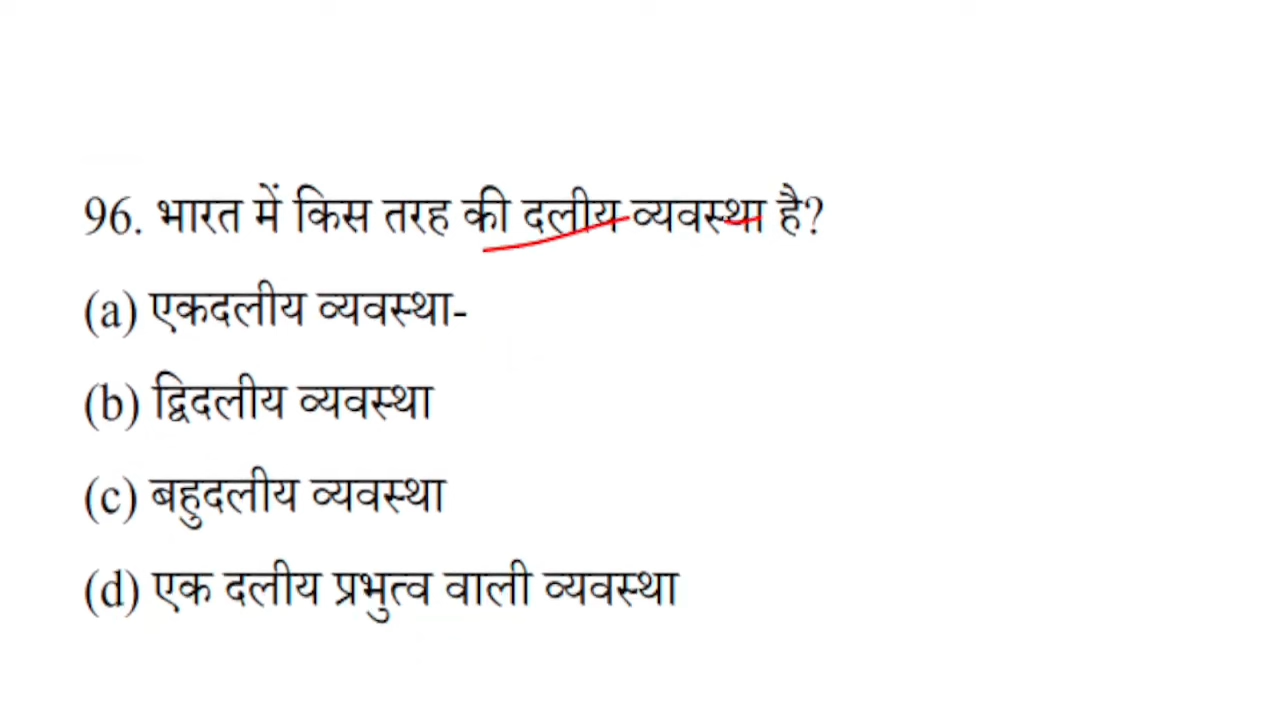 96. भारत में किस तरह की दलीय व्यवस्था है?
(a) एकदलीय व्यवस्था-
(b) द्विदलीय व्यवस्था
(c) बहुदलीय व्यवस्था
(d) एक दलीय प्रभुत्व वाली व्यवस्था